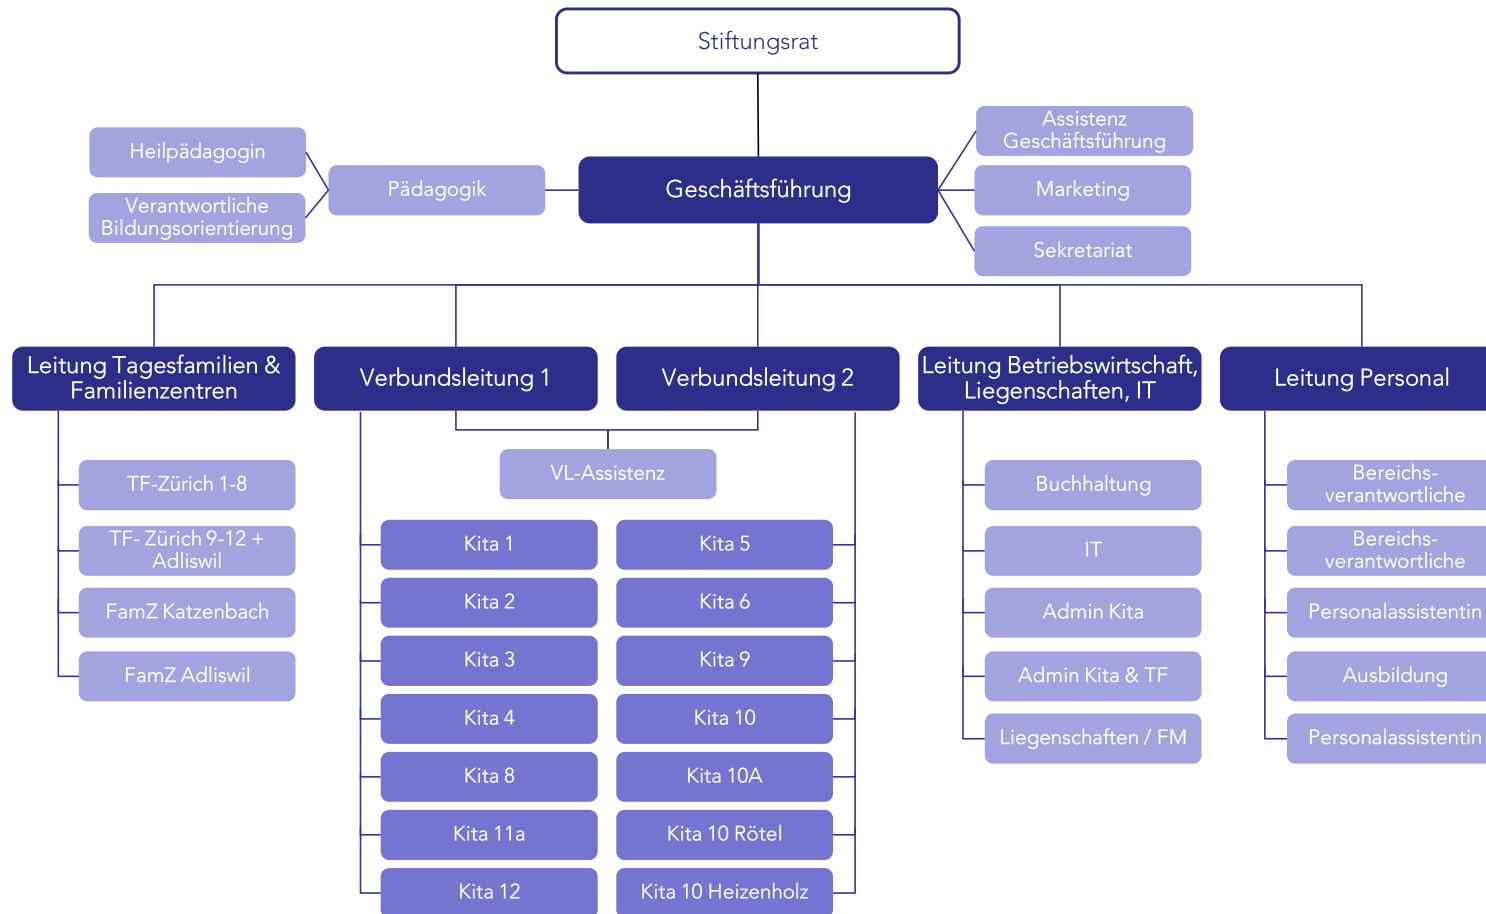 Stiftungsrat
Assistenz
Geschäftsführung
Heilpädagogin
Pädagogik
Geschäftsführung
Marketing
Verantwortliche
Bildungsorientierung
Sekretariat
Leitung Tagesfamilien &
Familienzentren
Verbundsleitung 1
Verbundsleitung 2
Leitung Betriebswirtschaft,
Liegenschaften, IT
Leitung Personal
TF-Zürich 1-8
TF- Zürich 9-12 +
Adliswil
FamZ Katzenbach
FamZ Adliswil
VL-Assistenz
Kita 1
Kita 2
Kita 3
Kita 4
Kita 8
Kita 11a
Kita 12
Kita 5
Kita 6
Kita 9
Kita 10
Kita 10A
Kita 10 Rötel
Kita 10 Heizenholz
Buchhaltung
IT
Admin Kita
Admin Kita & TF
Liegenschaften / FM
Bereichs-
verantwortliche
Bereichs-
verantwortliche
Personalassistentin
Ausbildung
Personalassistentin